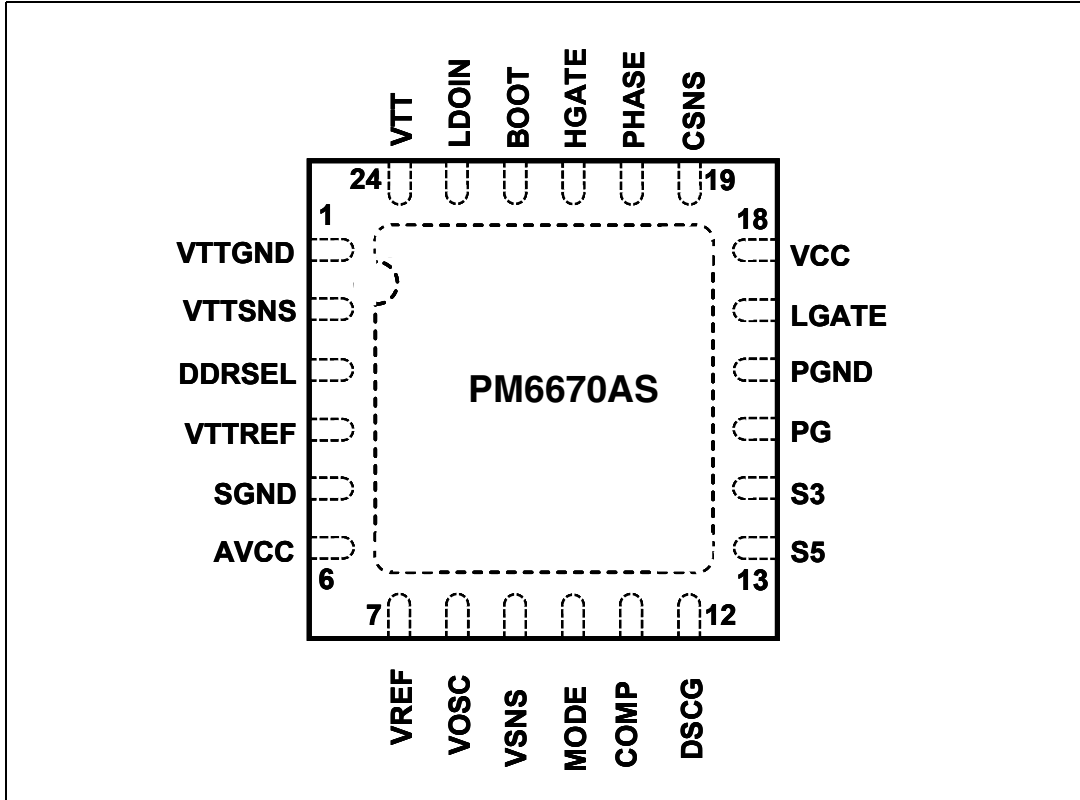 VTT
LDOIN
BOOT
HGATE
PHASE
CSNS
24
19
1
18
VTTGND
VCC
VTTSNS
LGATE
DDRSEL
PGND
PM6670AS
VTTREF
PG
SGND
S3
AVCC
S5
6
13
7
12
VREF
VOSC
VSNS
MODE
COMP
DSCG